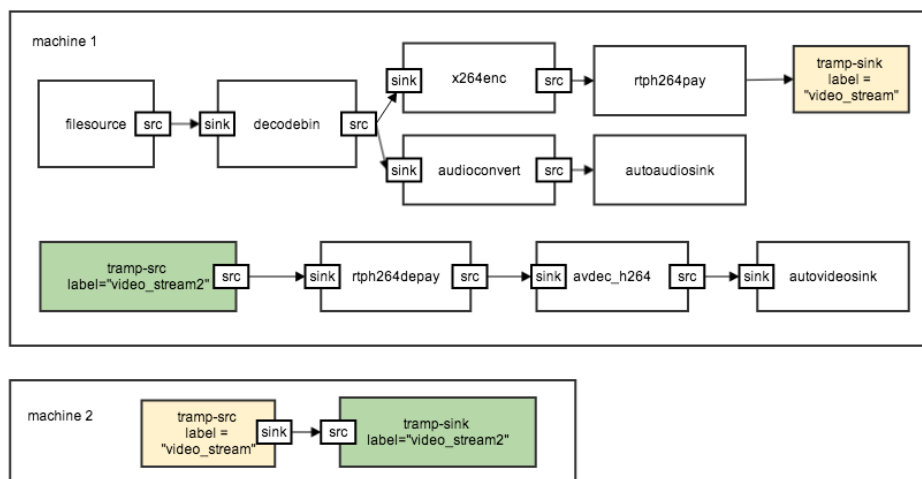 machine 1
filesource
src
sink
decodebin
src
sink
x264enc
src
rtph264pay
tramp-sink
label =
"video_stream"
sink
audioconvert
src
autoaudiosink
tramp-src
label="video_stream2"
src
sink
rtph264depay
src
sink
avdec_h264
src
sink
autovideosink
machine 2
tramp-src
label =
"video_stream"
sink
src
tramp-sink
label="video_stream2"